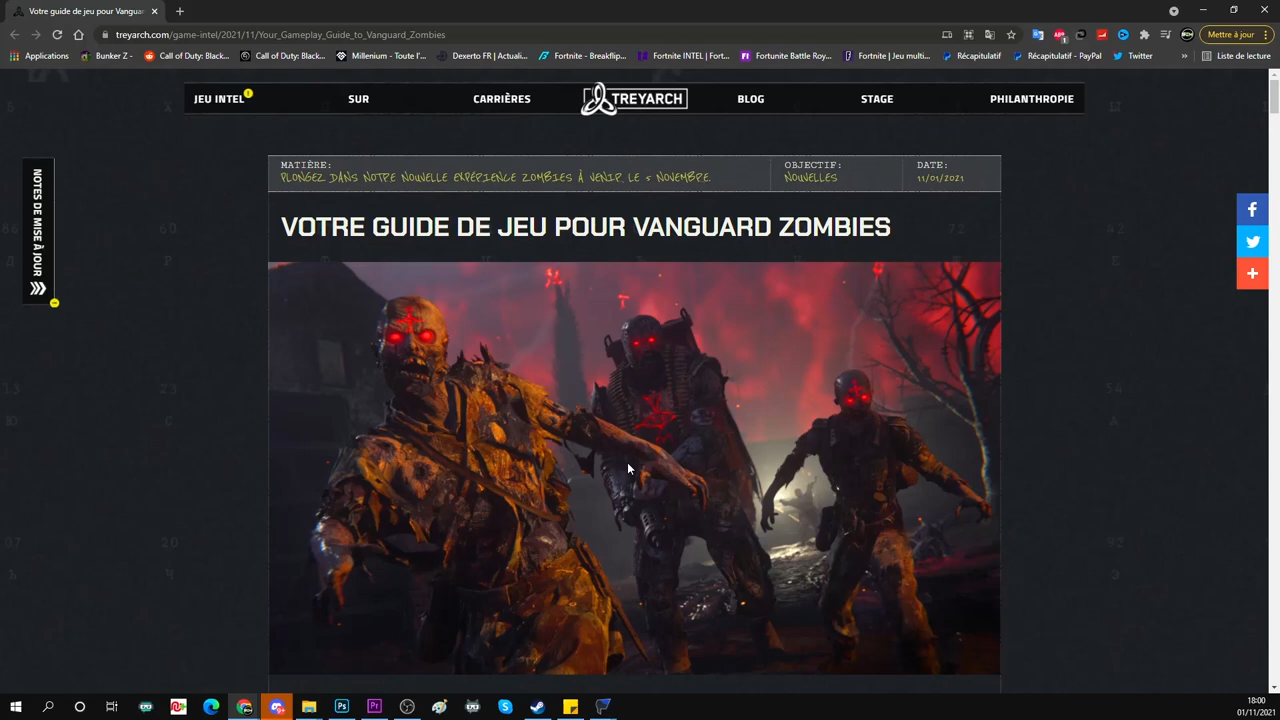 Votre guide de jeu pour Vanguar
treyarch.com/game-intel/2021/11/Your_Gameplay_Guide_to_Vanguard_Zombies
Mettre à jour
Applications
Bunker Z -
Call of Duty: Black...
Call of Duty: Black...
Millenium - Toute l'...
Dexerto FR | Actuali...
Fortnite - Breakflip...
Fortnite INTEL | Fort...
Fortunite Battle Roy...
Fortnite | Jeu multi...
Récapitulatif
Récapitulatif - PayPal
Twitter
»
Liste de lecture
JEU INTEL
SUR
CARRIÈRES
TREYARCH
BLOG
STAGE
PHILANTHROPIE
NOTES DE MISE À JOUR
MATIÈRE:
PLONGEZ DANS NOTRE NOUVELLE EXPÉRIENCE ZOMBIES À VENIR, LE 5 NOVEMBRE.
OBJECTIF:
NOUVELLES
DATE:
11/01/2021
VOTRE GUIDE DE JEU POUR VANGUARD ZOMBIES
18:00
01/11/2021